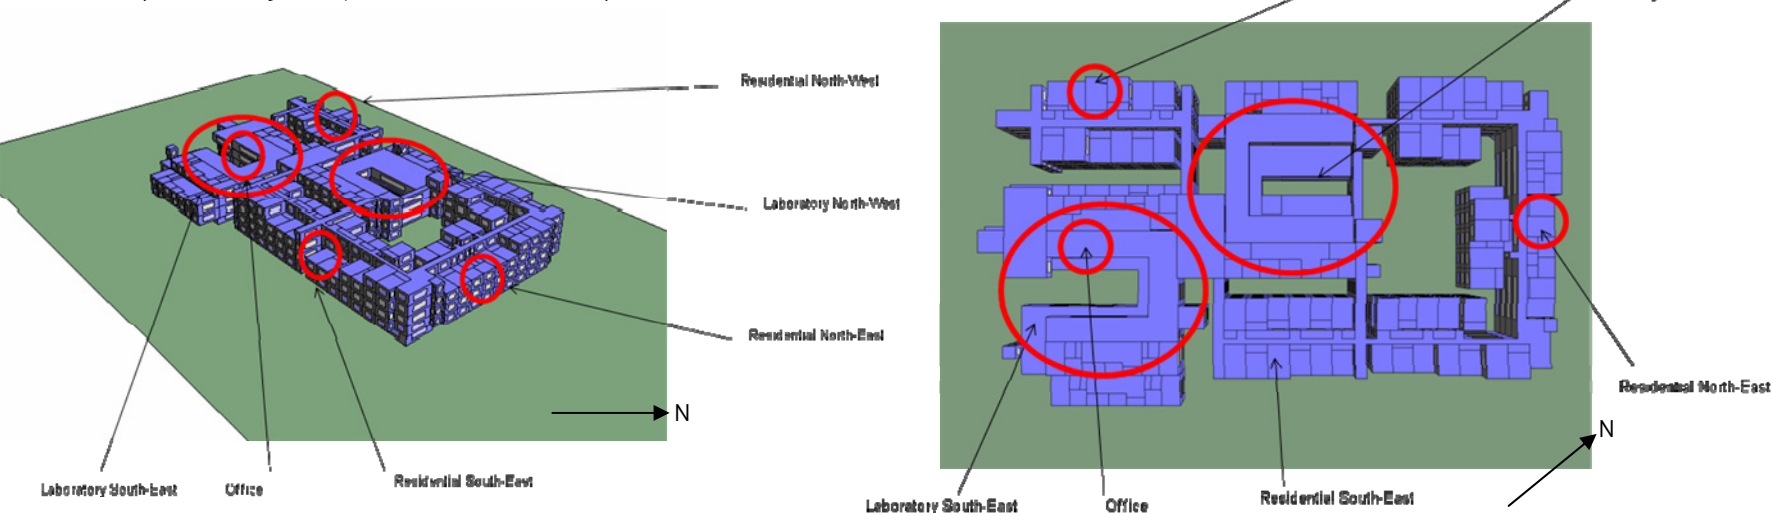 Residential North-West
Laboratory North-West
Residential North-East
N
Laboratory South-East
Office
Residential South-East
Residential North-East
N
Laboratory South-East
Office
Residential South-East